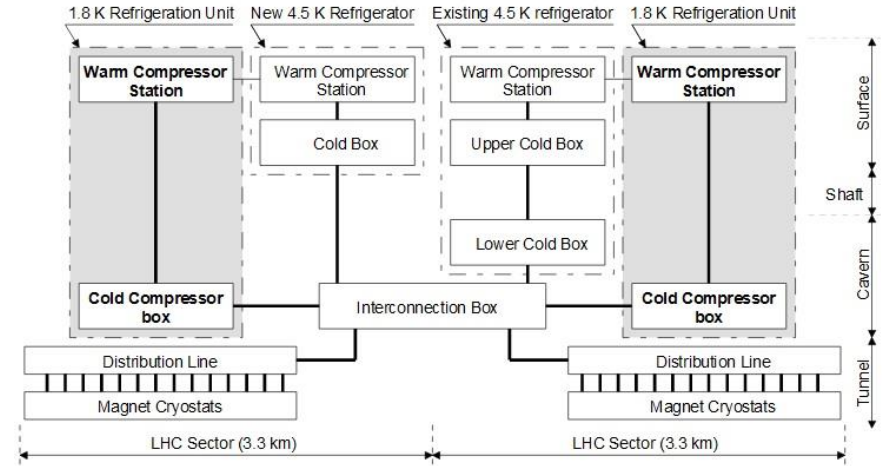 1.8 K Refrigeration Unit
New 4.5 K Refrigerator
Existing 4.5 K refrigerator
1.8 K Refrigeration Unit
Warm Compressor
Station
Warm Compressor
Station
Warm Compressor
Station
Warm Compressor
Station
Surface
Cold Box
Upper Cold Box
Shaft
Lower Cold Box
Cavern
Cold Compressor
box
Interconnection Box
Cold Compressor
box
Distribution Line
Distribution Line
Tunnel
Magnet Cryostats
Magnet Cryostats
LHC Sector (3.3 km)
LHC Sector (3.3 km)